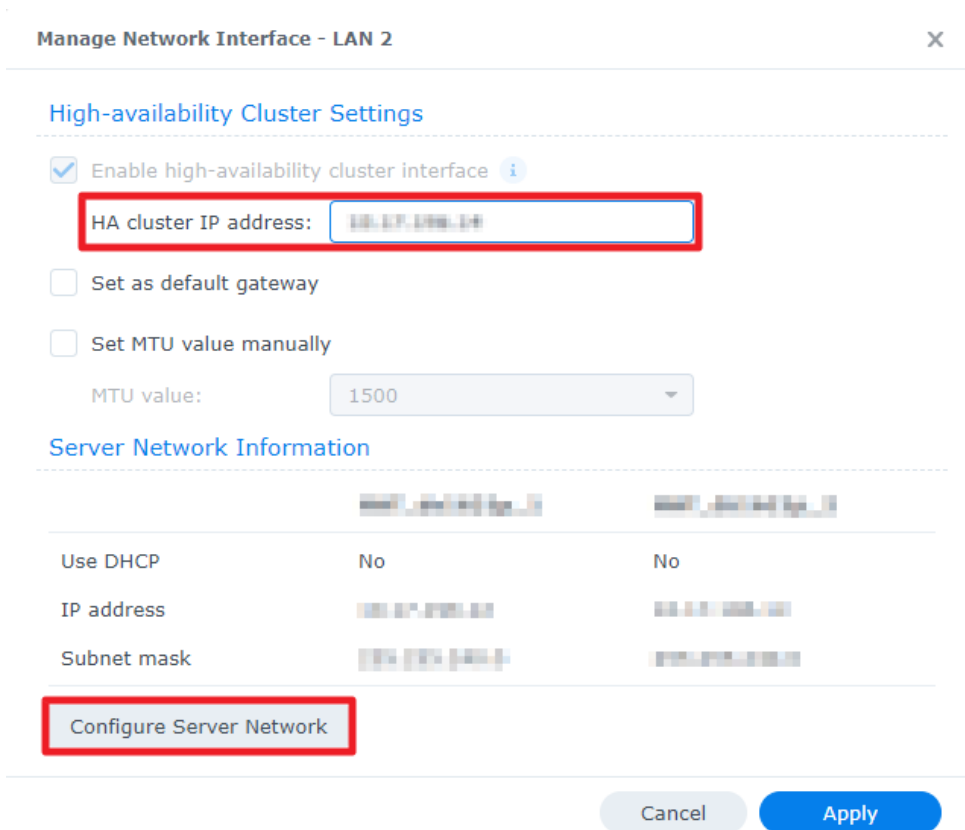 Manage Network Interface - LAN 2
High-availability Cluster Settings
Enable high-availability cluster interface
HA cluster IP address:
Set as default gateway
Set MTU value manually
MTU value: 1500
Server Network Information
Use DHCP No No
IP address
Subnet mask
Configure Server Network
Cancel Apply